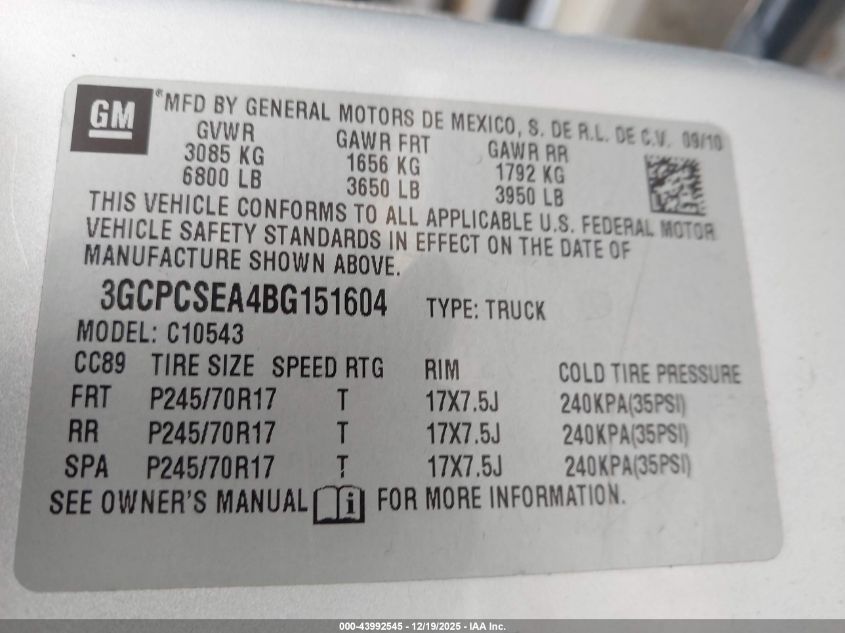 GM
®MFD BY GENERAL MOTORS DE MEXICO, S. DE R.L. DE C.V. 09/10
GVWR GAWR FRT GAWR RR
3085 KG 1656 KG 1792 KG
6800 LB 3650 LB 3950 LB
THIS VEHICLE CONFORMS TO ALL APPLICABLE U.S. FEDERAL MOTOR
VEHICLE SAFETY STANDARDS IN EFFECT ON THE DATE OF
MANUFACTURE SHOWN ABOVE.
3GCPCSEA4BG151604 TYPE: TRUCK
MODEL: C10543
CC89 TIRE SIZE SPEED RTG RIM COLD TIRE PRESSURE
FRT P245/70R17 T 17X7.5J 240KPA(35PSI)
RR P245/70R17 T 17X7.5J 240KPA(35PSI)
SPA P245/70R17 T 17X7.5J 240KPA(35PSI)
SEE OWNER'S MANUAL i FOR MORE INFORMATION.
000-43992545 - 12/19/2025 - IAA Inc.